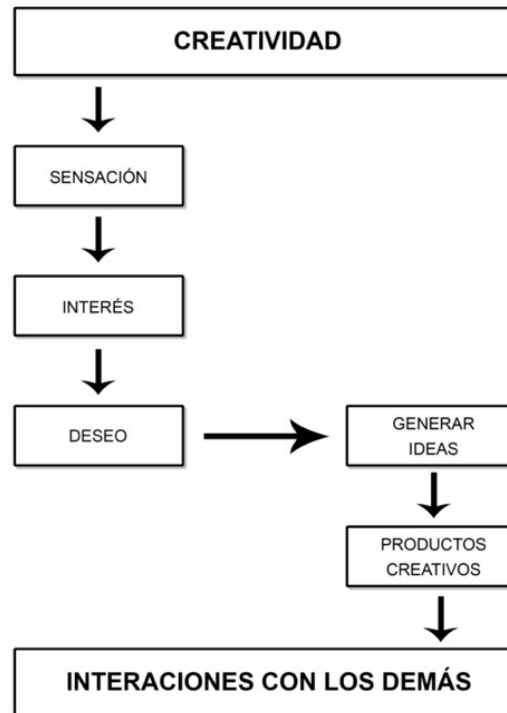 CREATIVIDAD
SENSACIÓN
INTERÉS
DESEO
GENERAR
IDEAS
PRODUCTOS
CREATIVOS
INTERACIONES CON LOS DEMÁS